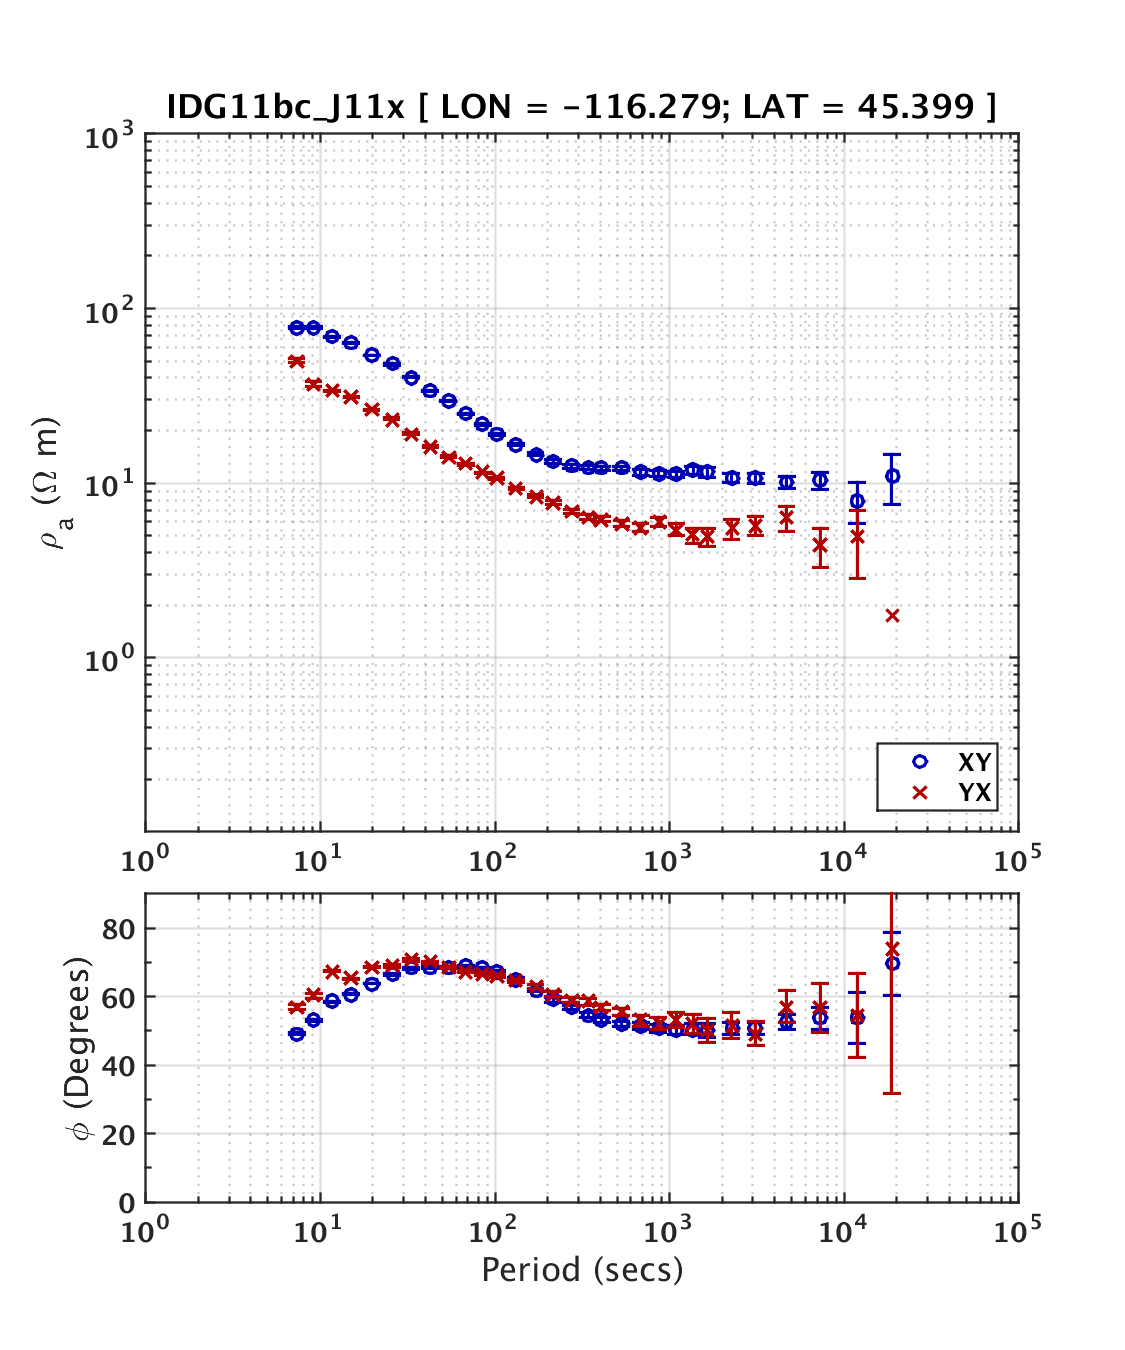 IDG11bc_J11x [ LON = -116.279; LAT = 45.399 ]
10³
10²
10¹
10⁰
ρa (Ω m)
XY
YX
10⁰ 10¹ 10² 10³ 10⁴ 10⁵
80
60
40
20
0
ϕ (Degrees)
10⁰ 10¹ 10² 10³ 10⁴ 10⁵
Period (secs)